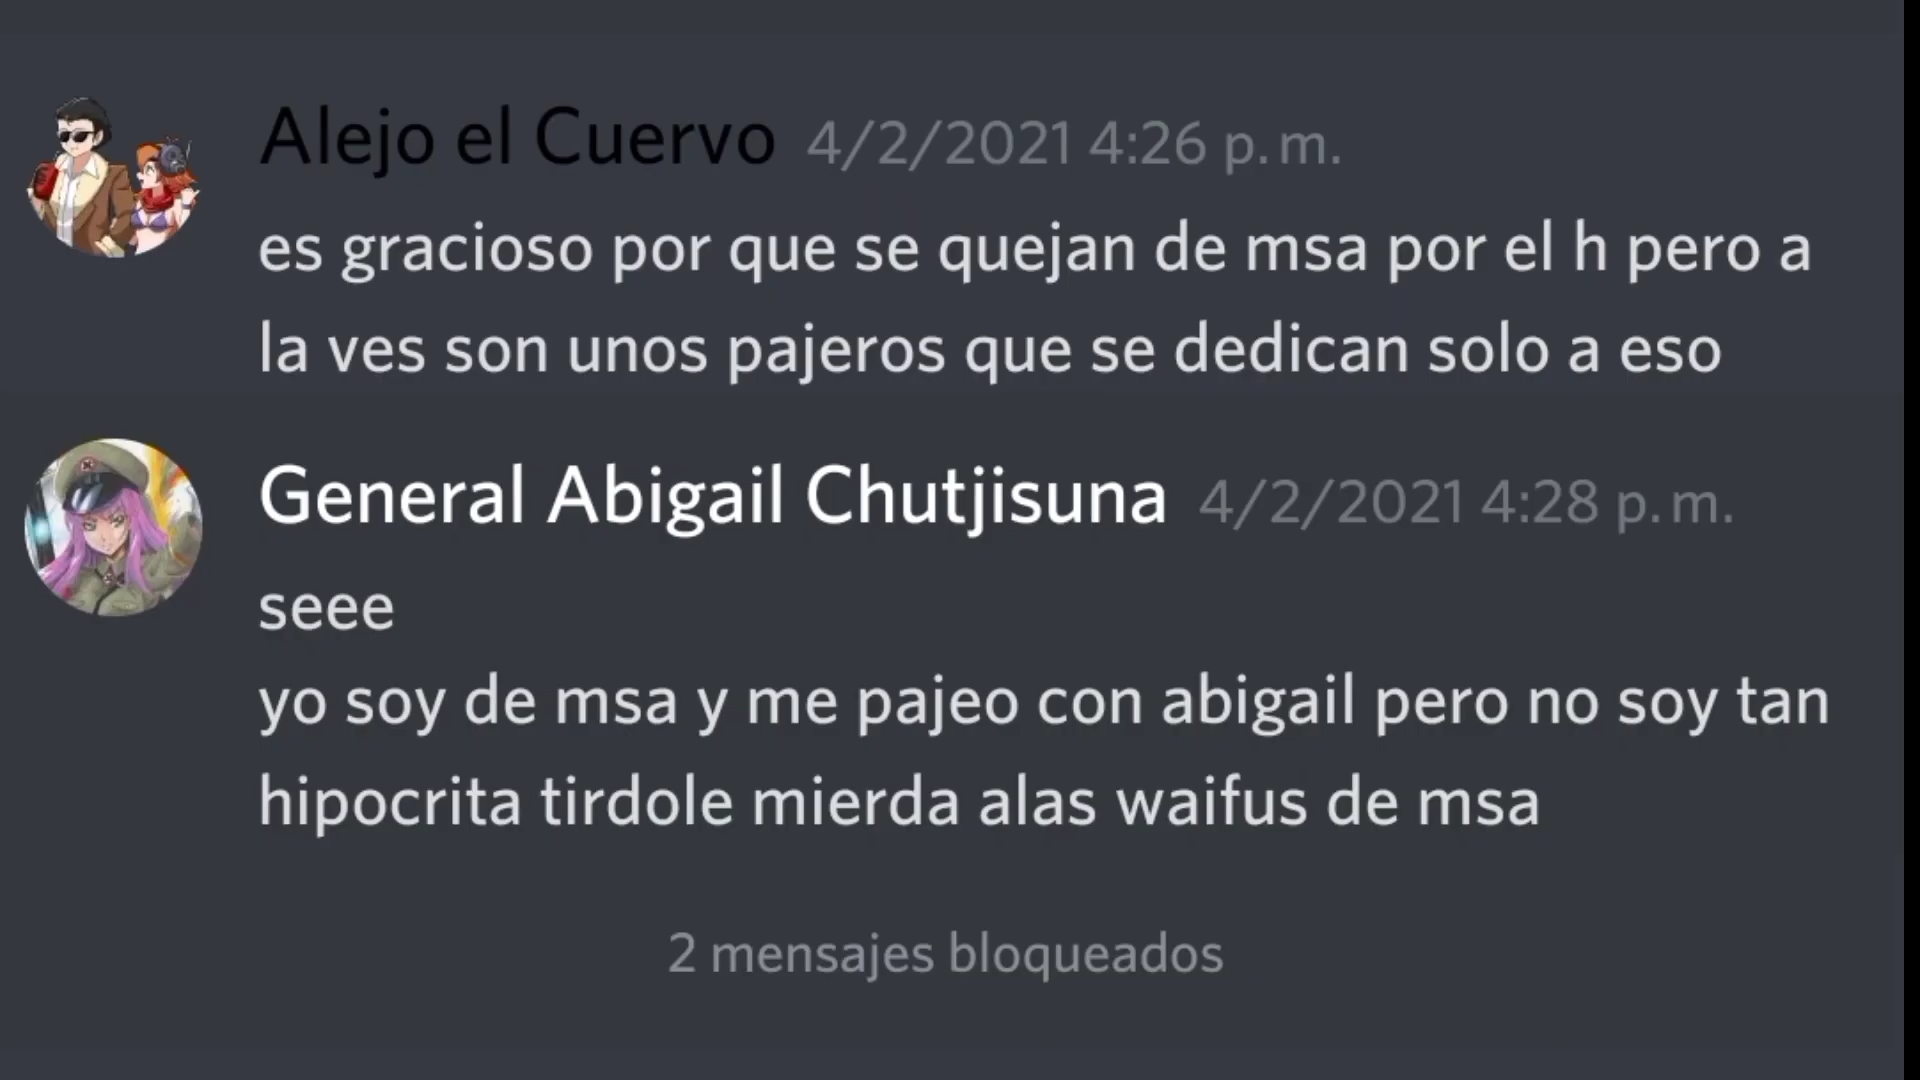 Alejo el Cuervo 4/2/2021 4:26 p.m.
es gracioso por que se quejan de msa por el h pero a
la ves son unos pajeros que se dedican solo a eso
General Abigail Chutjisuna 4/2/2021 4:28 p.m.
seee
yo soy de msa y me pajeo con abigail pero no soy tan
hipocrita tirdole mierda alas waifus de msa
2 mensajes bloqueados